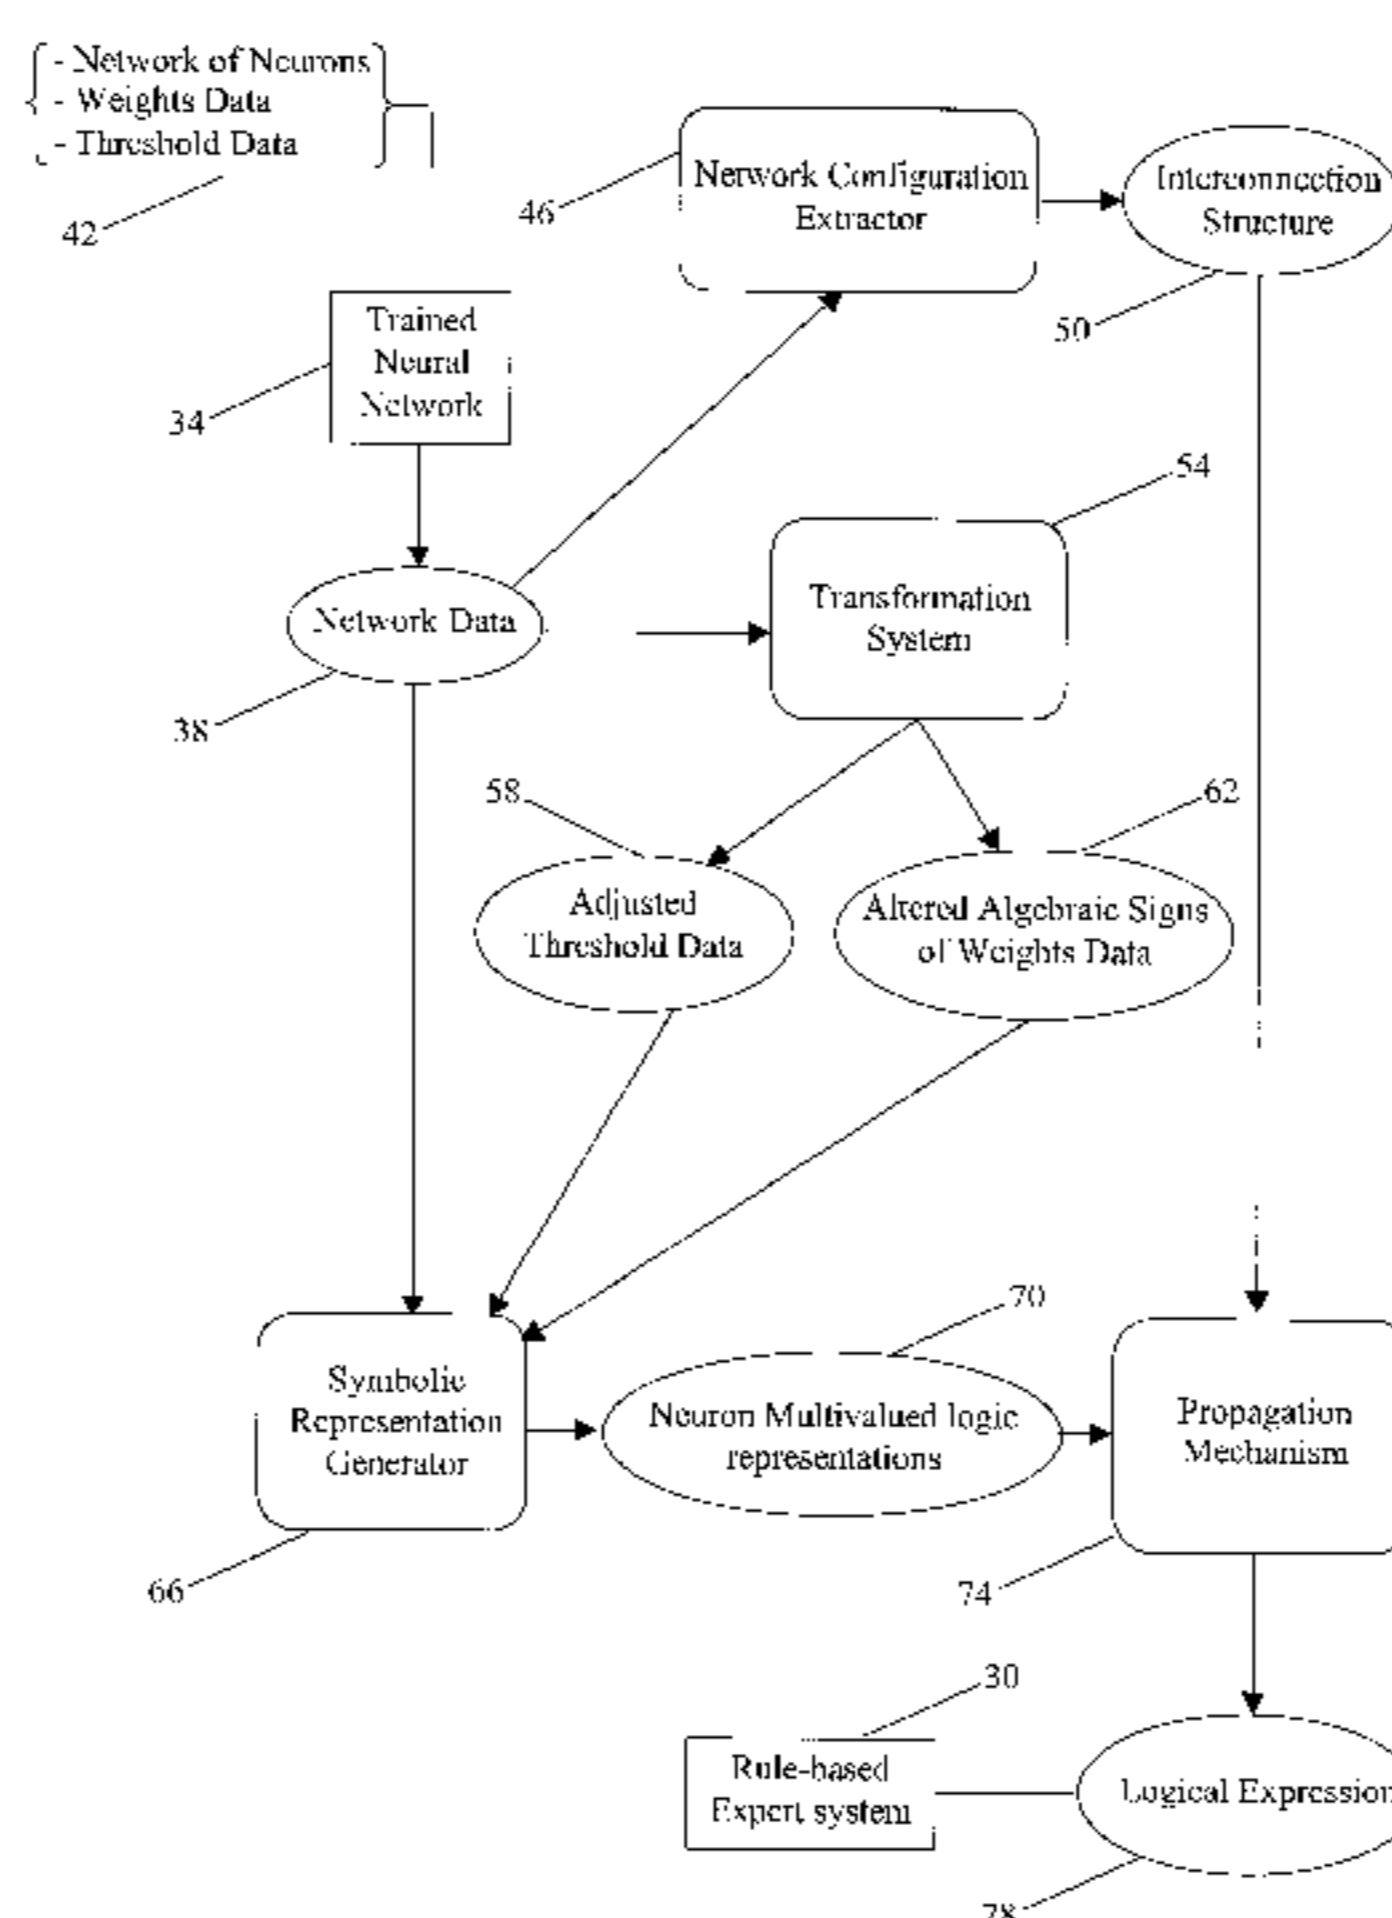 - Network of Neurons
- Weights Data
- Threshold Data
42
46
Network Configuration
Extractor
Interconnection
Structure
50
Trained
Neural
Network
34
54
Transformation
System
Network Data
38
58
62
Adjusted
Threshold Data
Altered Algebraic Signs
of Weights Data
70
Symbolic
Representation
Generator
Neuron Multivalued logic
representations
Propagation
Mechanism
66
74
30
Rule-based
Expert system
Logical Expression
78